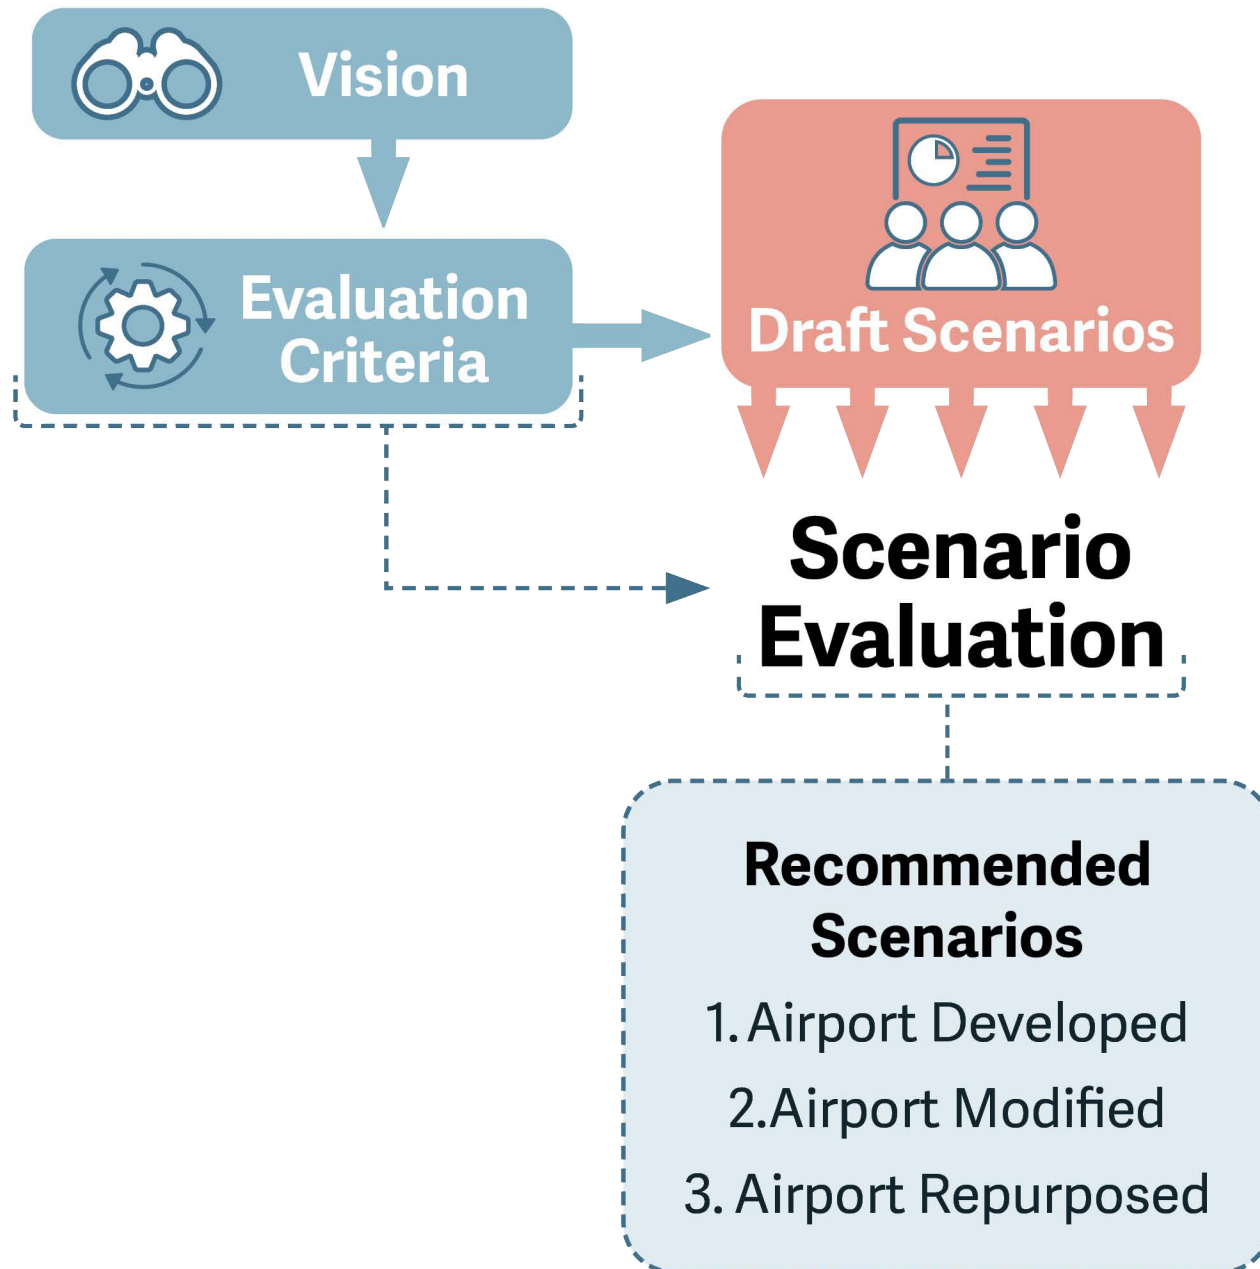 Vision
Evaluation
Criteria
Draft Scenarios
Scenario
Evaluation
Recommended
Scenarios
1. Airport Developed
2.Airport Modified
3. Airport Repurposed